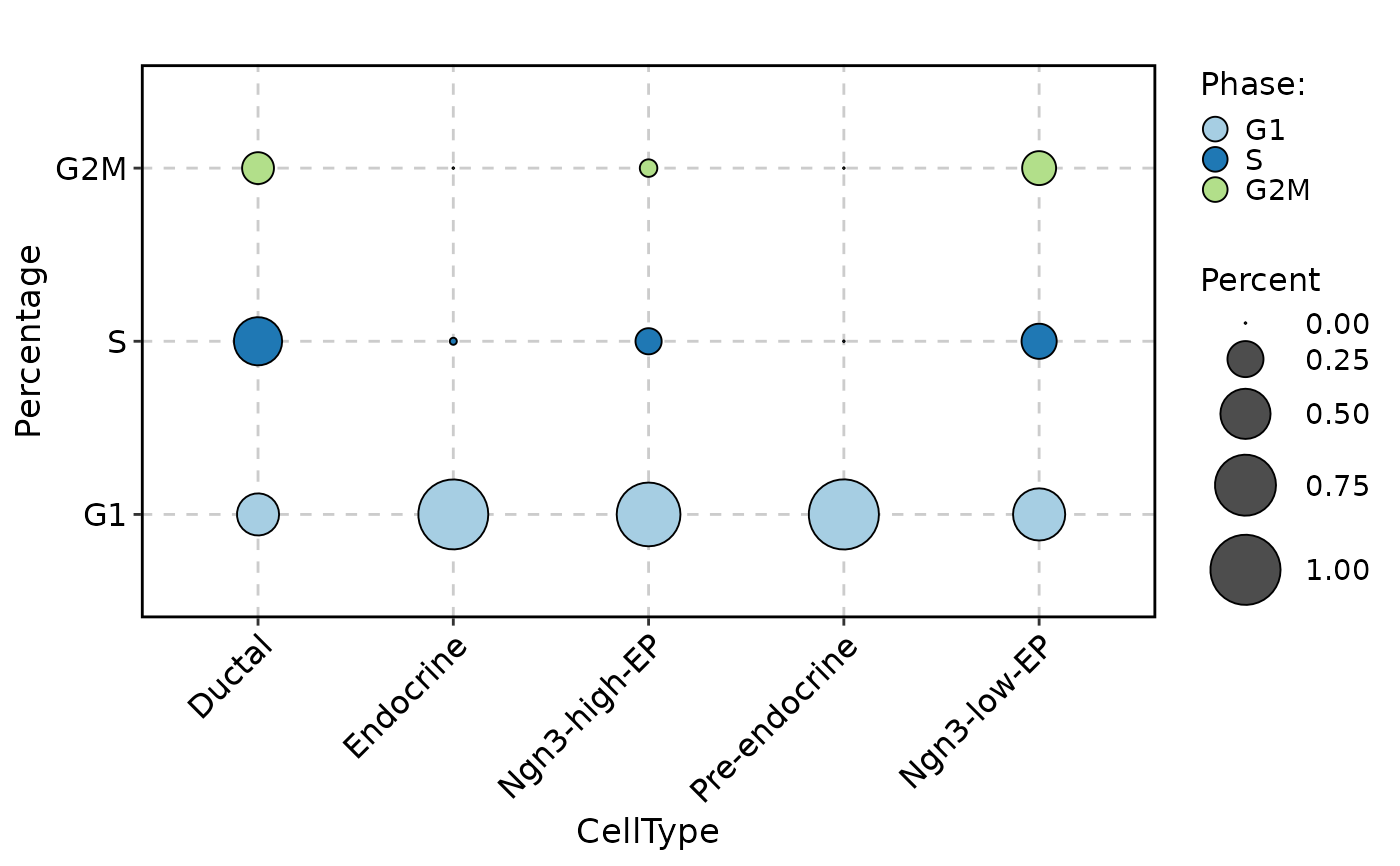 Percentage
G2M
S
G1
Ductal
Endocrine
Ngn3-high-EP
Pre-endocrine
Ngn3-low-EP
CellType
Phase:
G1
S
G2M
Percent
0.00
0.25
0.50
0.75
1.00